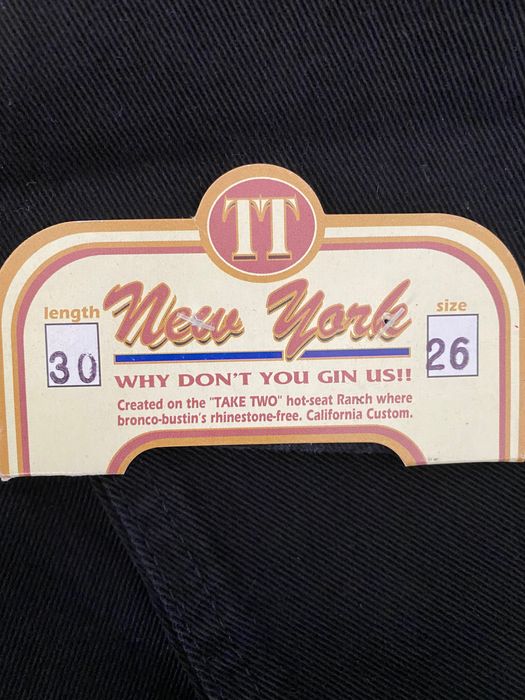 TT
New York
length
30
size
26
WHY DON'T YOU GIN US!!
Created on the "TAKE TWO" hot-seat Ranch where
bronco-bustin's rhinestone-free. California Custom.